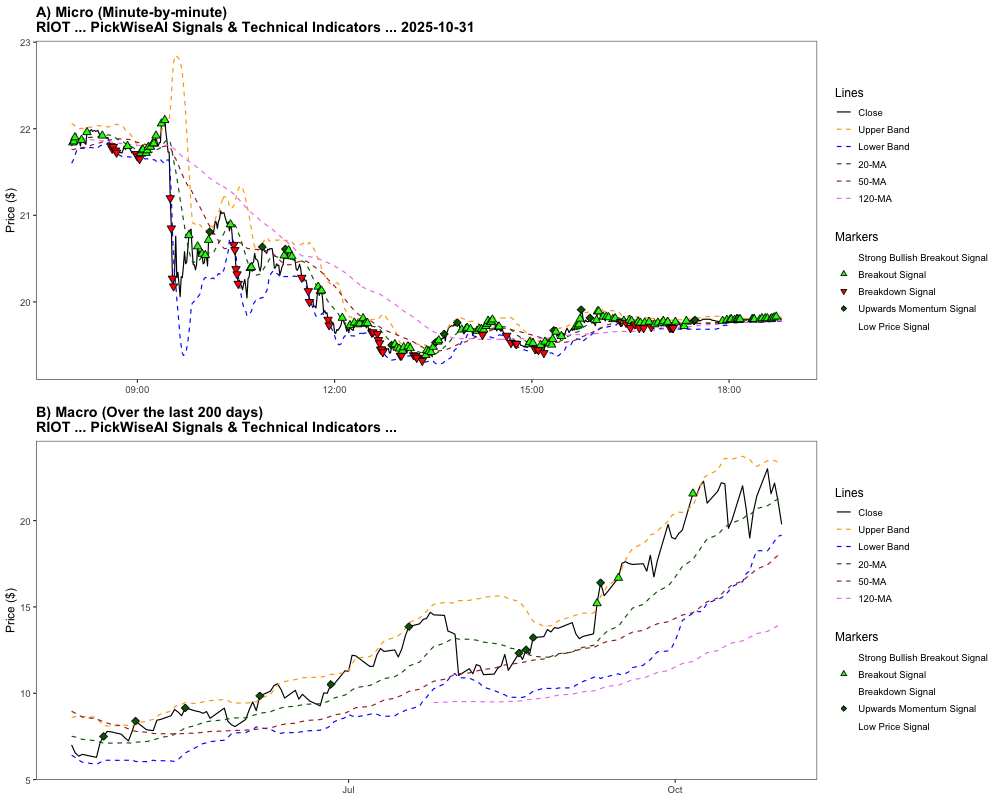 A) Micro (Minute-by-minute)
RIOT ... PickWiseAI Signals & Technical Indicators ... 2025-10-31
23
22
21
20
Price ($)
09:00
12:00
15:00
18:00
Lines
Close
Upper Band
Lower Band
20-MA
50-MA
120-MA
Markers
Strong Bullish Breakout Signal
Breakout Signal
Breakdown Signal
Upwards Momentum Signal
Low Price Signal
B) Macro (Over the last 200 days)
RIOT ... PickWiseAI Signals & Technical Indicators ...
20
15
10
5
Price ($)
Jul
Oct
Lines
Close
Upper Band
Lower Band
20-MA
50-MA
120-MA
Markers
Strong Bullish Breakout Signal
Breakout Signal
Breakdown Signal
Upwards Momentum Signal
Low Price Signal